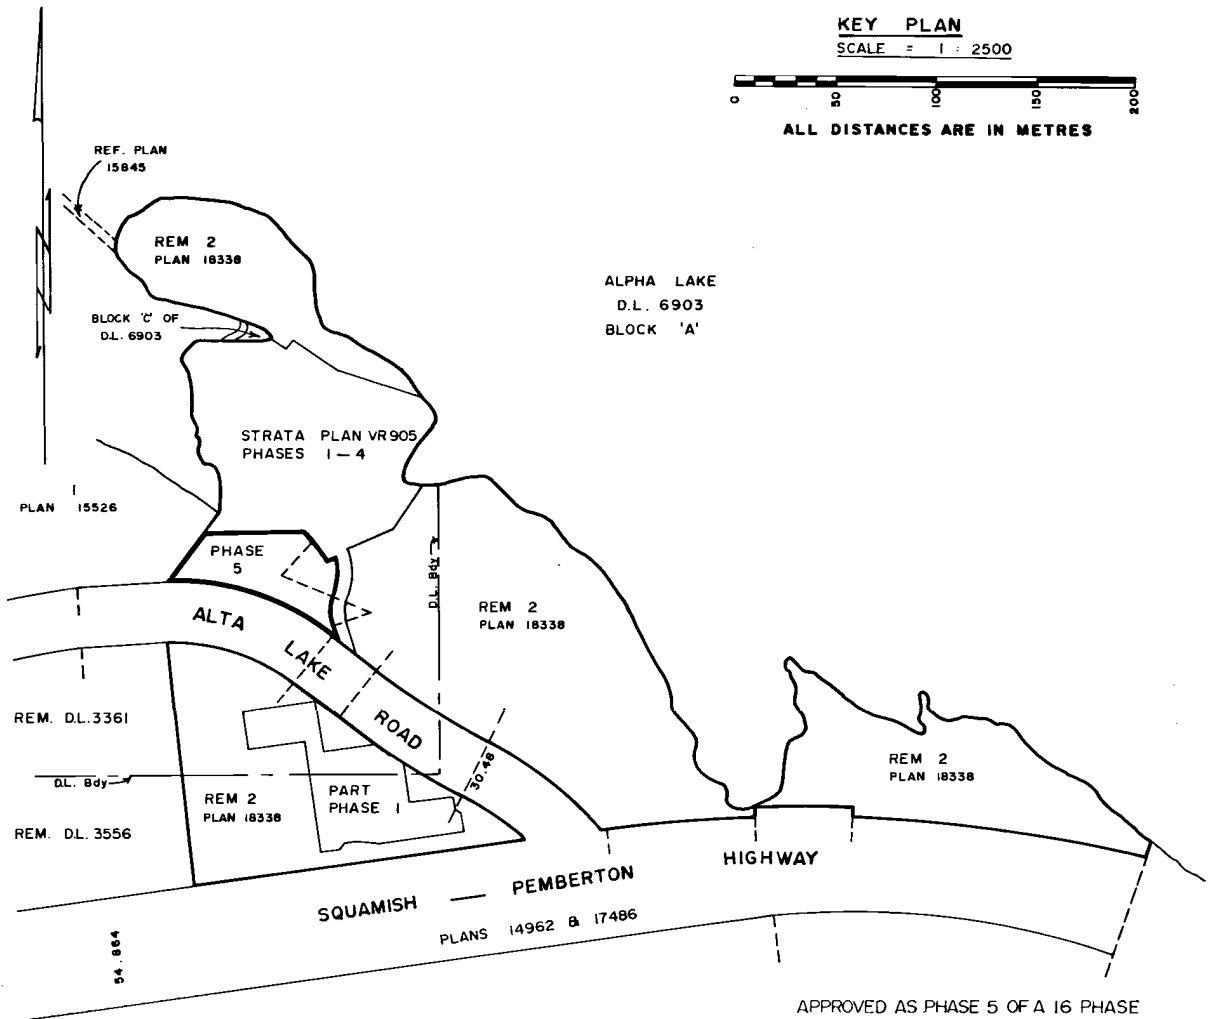 KEY PLAN
SCALE = 1 : 2500
0 50 100 150 200
ALL DISTANCES ARE IN METRES
REF. PLAN
15845
REM 2
PLAN 18338
ALPHA LAKE
D.L. 6903
BLOCK 'A'
BLOCK 'C' OF
D.L. 6903
STRATA PLAN VR 905
PHASES 1 – 4
1
PLAN 15526
PHASE
5
D.L. Bdy
REM 2
PLAN 18338
ALTA LAKE ROAD
REM. D.L. 3361
D.L. Bdy
REM 2
PLAN 18338
PART
PHASE 1
30.48
REM 2
PLAN 18338
REM. D.L. 3556
SQUAMISH — PEMBERTON HIGHWAY
PLANS 14962 & 17486
54.864
APPROVED AS PHASE 5 OF A 16 PHASE